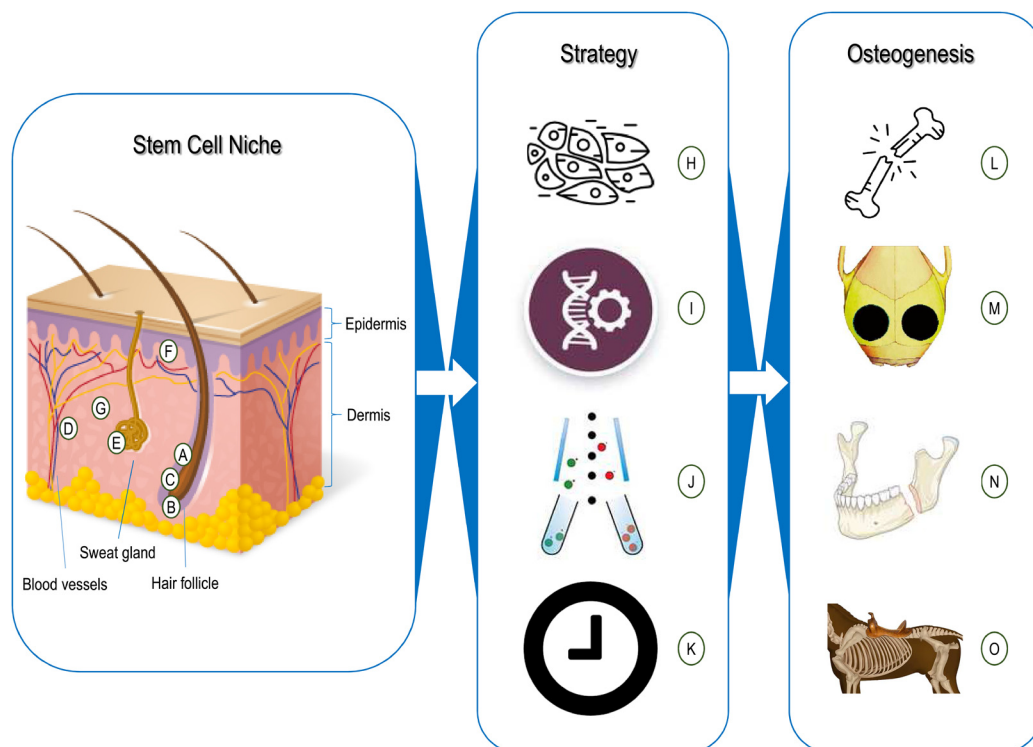 Stem Cell Niche
Epidermis
F
Dermis
G
D
E
A
C
B
Sweat gland
Blood vessels
Hair follicle
Strategy
H
I
J
K
Osteogenesis
L
M
N
O